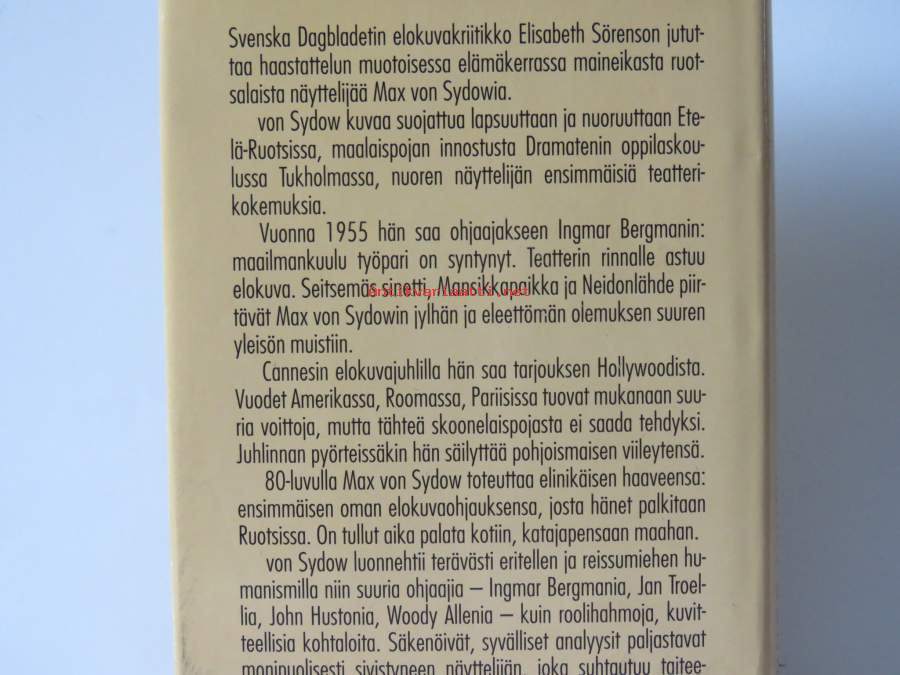 Svenska Dagbladetin elokuvakriitikko Elisabeth Sörenson jutut-
taa haastattelun muotoisessa elämäkerrassa maineikasta ruot-
salaista näyttelijää Max von Sydowia.
von Sydow kuvaa suojattua lapsuuttaan ja nuoruuttaan Ete-
lä-Ruotsissa, maalaispojan innostusta Dramatenin oppilaskou-
lussa Tukholmassa, nuoren näyttelijän ensimmäisiä teatteri-
kokemuksia.
Vuonna 1955 hän saa ohjaajakseen Ingmar Bergmanin:
maailmankuulu työpari on syntynyt. Teatterin rinnalle astuu
elokuva. Seitsemäs sinetti, Mansikkapaikka ja Neidonlähde piir-
antikvariaatti.net
tävät Max von Sydowin jylhän ja eleettömän olemuksen suuren
yleisön muistiin.
Cannesin elokuvajuhlilla hän saa tarjouksen Hollywoodista.
Vuodet Amerikassa, Roomassa, Pariisissa tuovat mukanaan suu-
ria voittoja, mutta tähteä skoonelaispojasta ei saada tehdyksi.
Juhlinnan pyörteissäkin hän säilyttää pohjoismaisen viileytensä.
80-luvulla Max von Sydow toteuttaa elinikäisen haaveensa:
ensimmäisen oman elokuvaohjauksensa, josta hänet palkitaan
Ruotsissa. On tullut aika palata kotiin, katajapensaan maahan.
von Sydow luonnehtii terävästi eritellen ja reissumiehen hu-
manismilla niin suuria ohjaajia – Ingmar Bergmania, Jan Troel-
lia, John Hustonia, Woody Allenia – kuin roolihahmoja, kuvit-
teellisia kohtaloita. Säkenöivät, syvälliset analyysit paljastavat
monipuolisesti sivistyneen näyttelijän, joka suhtautuu taitee-